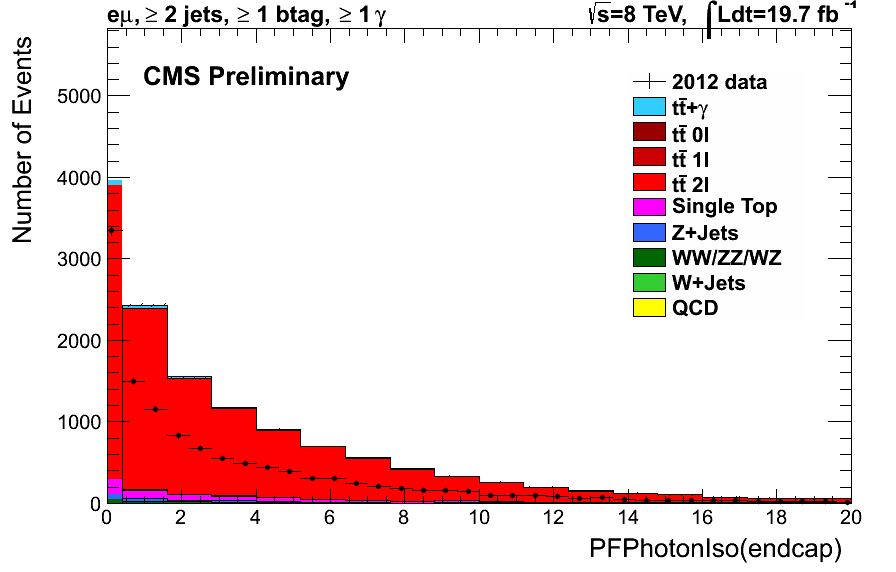 eμ, ≥ 2 jets, ≥ 1 btag, ≥ 1 γ
√s=8 TeV, ∫Ldt=19.7 fb⁻¹
CMS Preliminary
2012 data
tt̄+γ
tt̄ 0l
tt̄ 1l
tt̄ 2l
Single Top
Z+Jets
WW/ZZ/WZ
W+Jets
QCD
Number of Events
5000
4000
3000
2000
1000
0
0 2 4 6 8 10 12 14 16 18 20
PFPhotonIso(endcap)